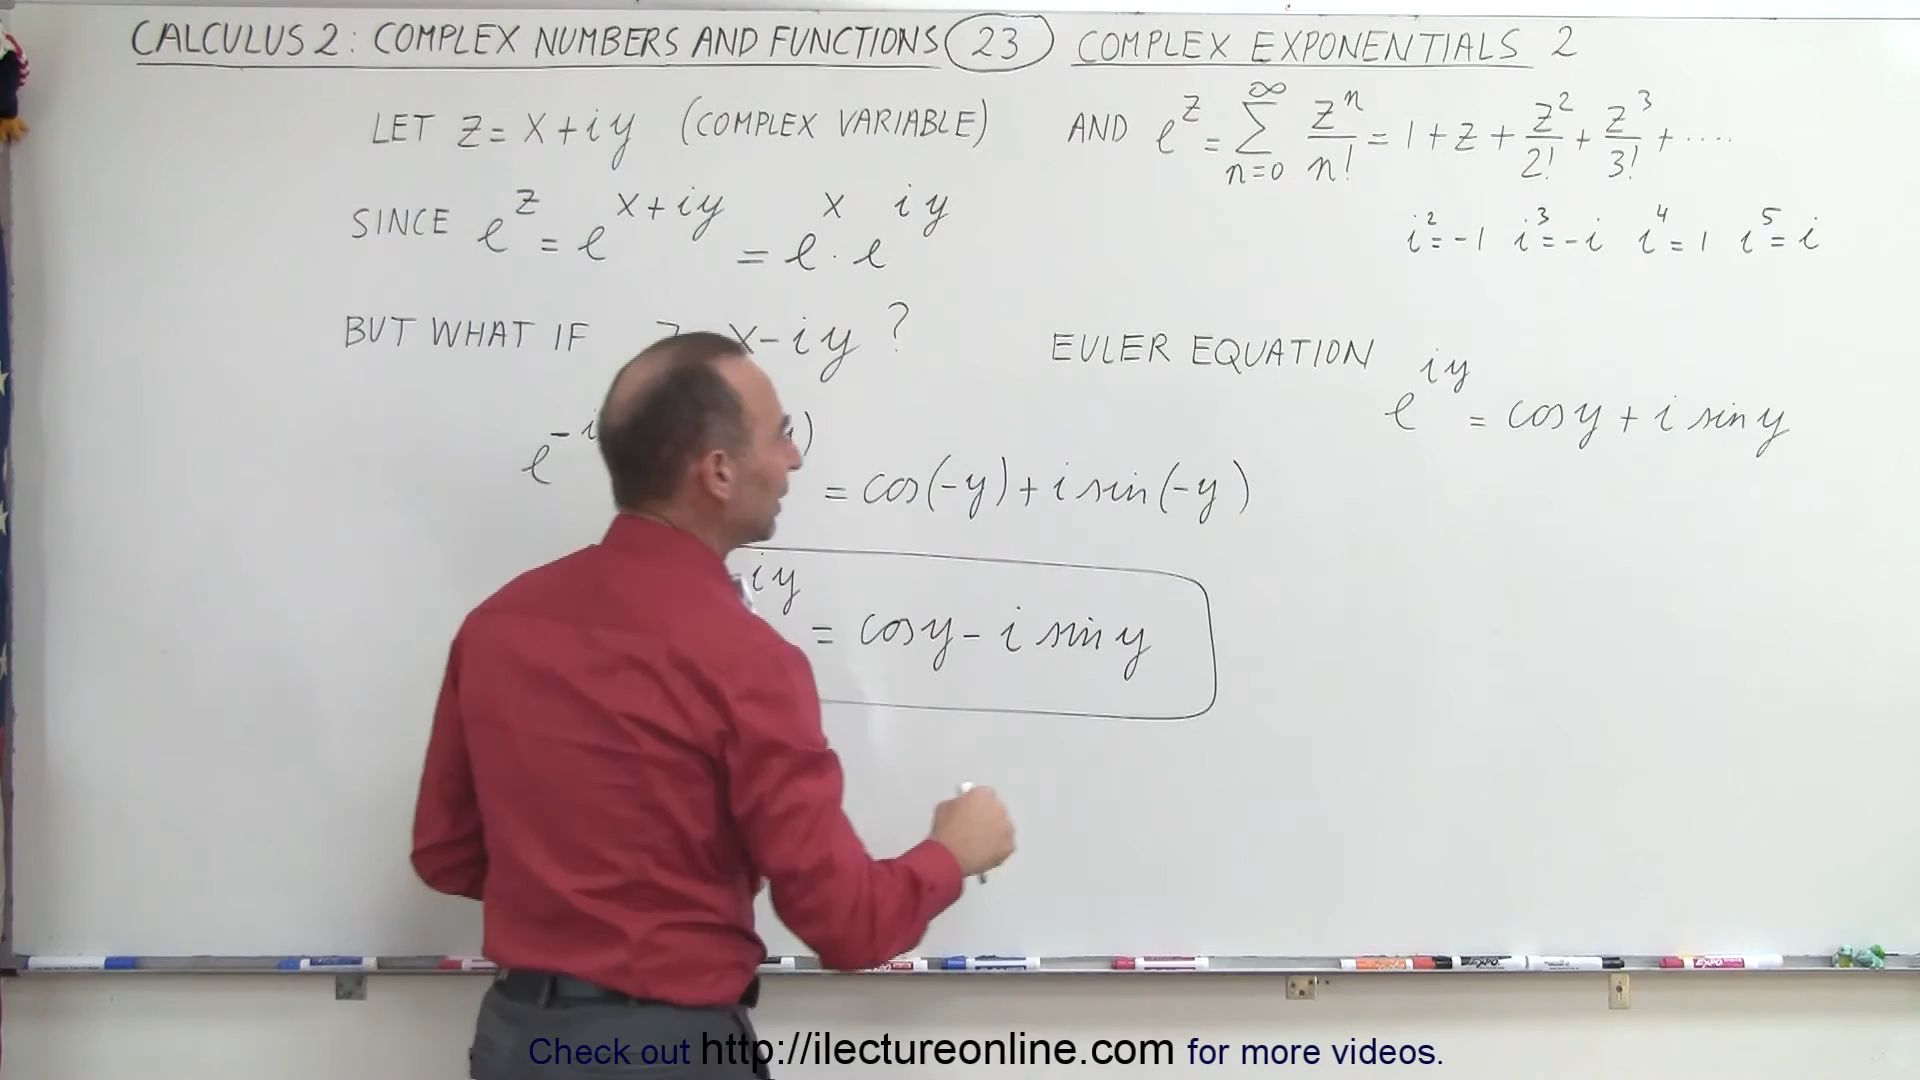 CALCULUS 2: COMPLEX NUMBERS AND FUNCTIONS 23 COMPLEX EXPONENTIALS 2
LET z = x + iy (COMPLEX VARIABLE) AND e^z = ∑_{n=0}^{∞} z^n/n! = 1 + z + z²/2! + z³/3! + ....
SINCE e^z = e^{x+iy} = e^x · e^{iy}
i² = -1 i³ = -i i⁴ = 1 i⁵ = i
BUT WHAT IF x - iy ?
EULER EQUATION
e^{iy} = cos y + i sin y
e^{-i
) = cos(-y) + i sin(-y)
iy = cos y - i sin y
Check out http://ilectureonline.com for more videos.